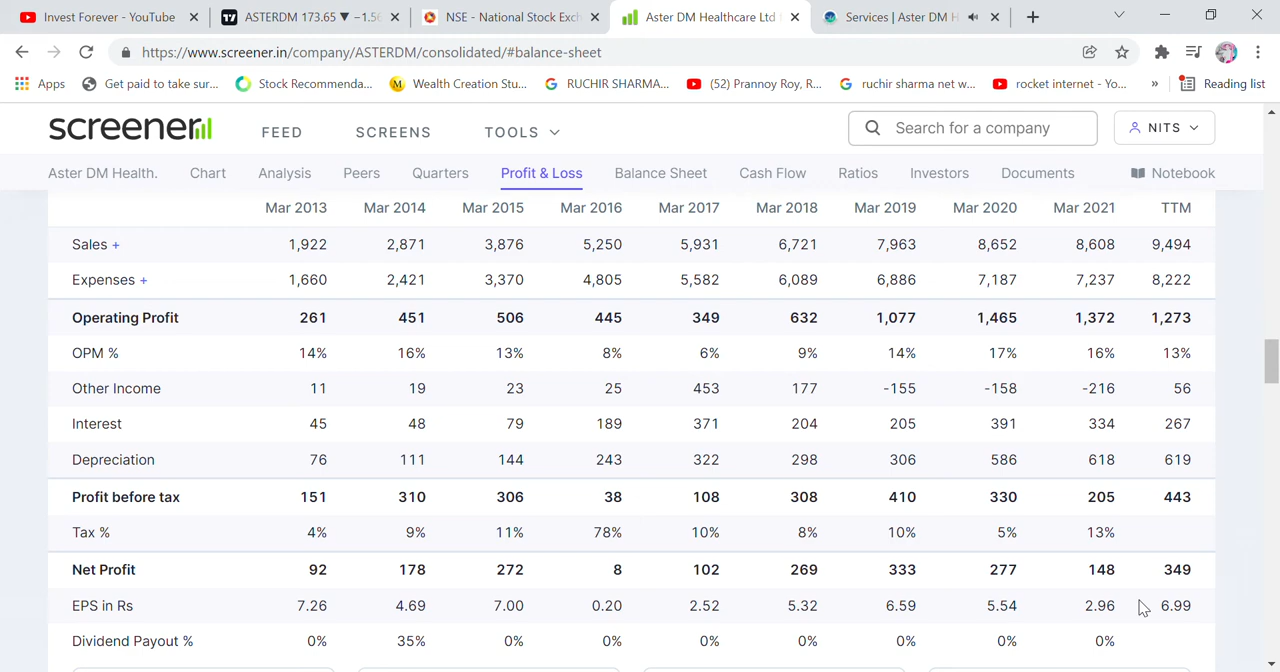 Invest Forever - YouTube ASTERDM 173.65 ▼ −1.56 NSE - National Stock Exch Aster DM Healthcare Ltd Services | Aster DM H
https://www.screener.in/company/ASTERDM/consolidated/#balance-sheet
Apps Get paid to take sur... Stock Recommenda... Wealth Creation Stu... RUCHIR SHARMA... (52) Prannoy Roy, R... ruchir sharma net w... rocket internet - Yo... » Reading list
screener FEED SCREENS TOOLS Search for a company NITS
Aster DM Health. Chart Analysis Peers Quarters Profit & Loss Balance Sheet Cash Flow Ratios Investors Documents Notebook
Mar 2013 Mar 2014 Mar 2015 Mar 2016 Mar 2017 Mar 2018 Mar 2019 Mar 2020 Mar 2021 TTM
Sales + 1,922 2,871 3,876 5,250 5,931 6,721 7,963 8,652 8,608 9,494
Expenses + 1,660 2,421 3,370 4,805 5,582 6,089 6,886 7,187 7,237 8,222
Operating Profit 261 451 506 445 349 632 1,077 1,465 1,372 1,273
OPM % 14% 16% 13% 8% 6% 9% 14% 17% 16% 13%
Other Income 11 19 23 25 453 177 -155 -158 -216 56
Interest 45 48 79 189 371 204 205 391 334 267
Depreciation 76 111 144 243 322 298 306 586 618 619
Profit before tax 151 310 306 38 108 308 410 330 205 443
Tax % 4% 9% 11% 78% 10% 8% 10% 5% 13%
Net Profit 92 178 272 8 102 269 333 277 148 349
EPS in Rs 7.26 4.69 7.00 0.20 2.52 5.32 6.59 5.54 2.96 6.99
Dividend Payout % 0% 35% 0% 0% 0% 0% 0% 0% 0%